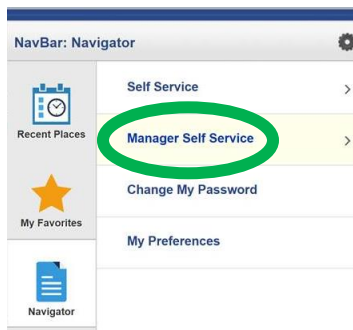 NavBar: Navigator
Self Service
Recent Places
Manager Self Service
Change My Password
My Favorites
My Preferences
Navigator